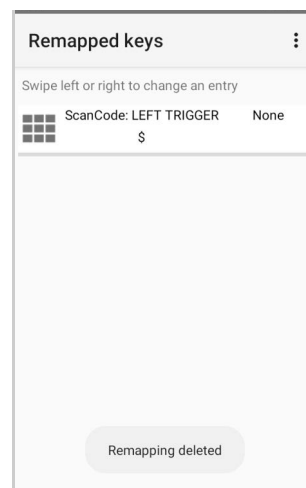 Remapped keys
Swipe left or right to change an entry
ScanCode: LEFT TRIGGER None
$
Remapping deleted